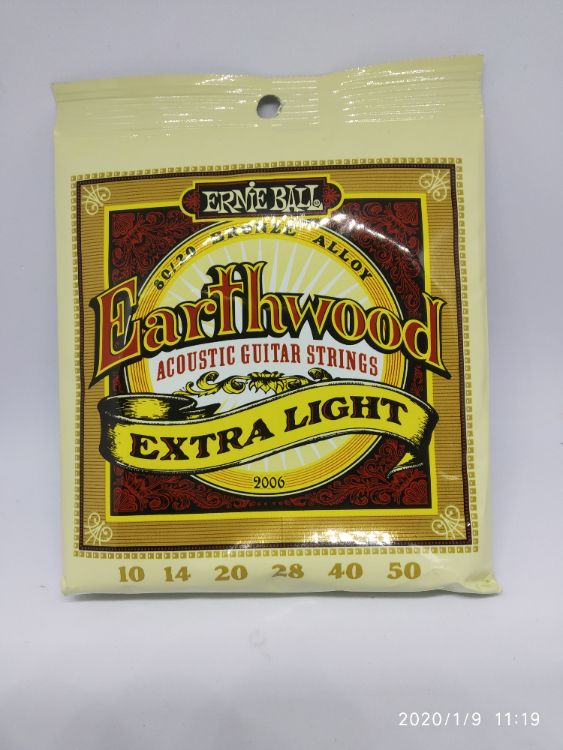 ERNIE BALL
80/20 BRONZE ALLOY
Earthwood
ACOUSTIC GUITAR STRINGS
EXTRA LIGHT
2006
10 14 20 28 40 50
2020/1/9 11:19